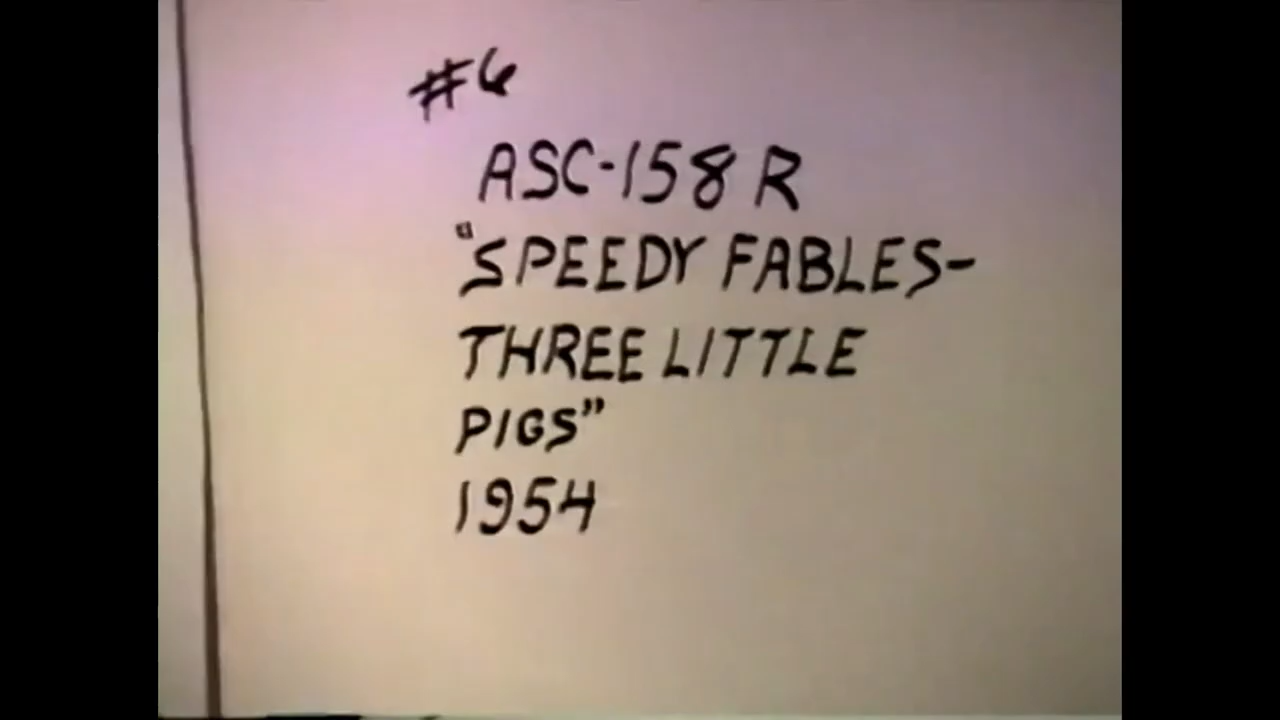 #6
ASC-158 R
"SPEEDY FABLES-
THREE LITTLE
PIGS"
1954